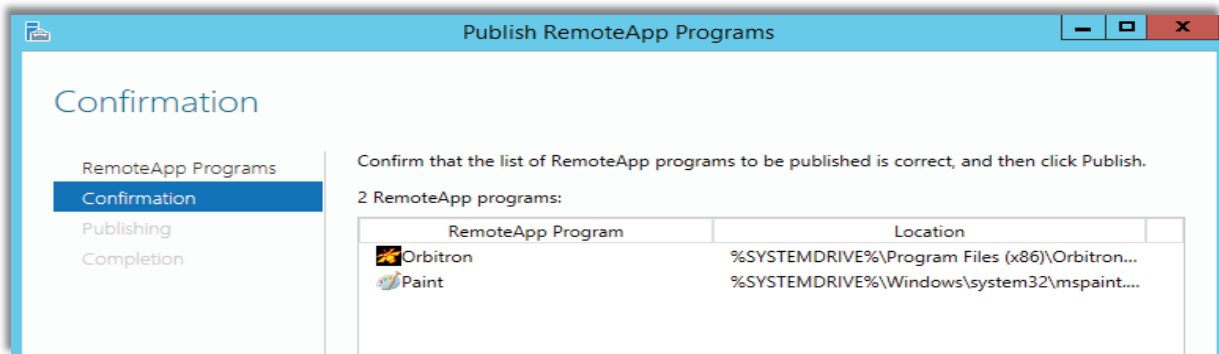 Publish RemoteApp Programs
Confirmation
RemoteApp Programs
Confirmation
Publishing
Completion
Confirm that the list of RemoteApp programs to be published is correct, and then click Publish.
2 RemoteApp programs:
RemoteApp Program Location
Orbitron %SYSTEMDRIVE%\Program Files (x86)\Orbitron...
Paint %SYSTEMDRIVE%\Windows\system32\mspaint....